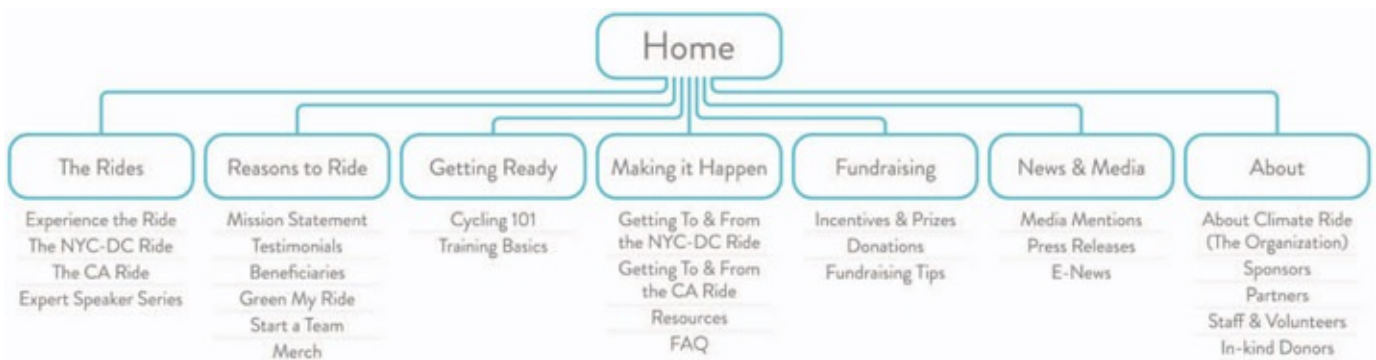 Home
The Rides
Experience the Ride
The NYC-DC Ride
The CA Ride
Expert Speaker Series
Reasons to Ride
Mission Statement
Testimonials
Beneficiaries
Green My Ride
Start a Team
Merch
Getting Ready
Cycling 101
Training Basics
Making it Happen
Getting To & From
the NYC-DC Ride
Getting To & From
the CA Ride
Resources
FAQ
Fundraising
Incentives & Prizes
Donations
Fundraising Tips
News & Media
Media Mentions
Press Releases
E-News
About
About Climate Ride
(The Organization)
Sponsors
Partners
Staff & Volunteers
In-kind Donors